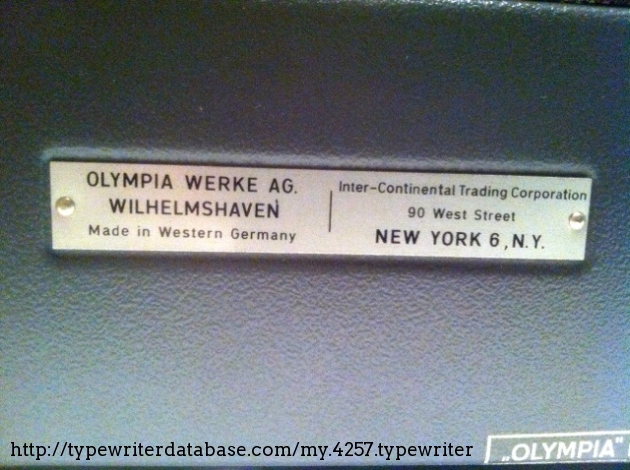 OLYMPIA WERKE AG.
WILHELMSHAVEN
Made in Western Germany
Inter-Continental Trading Corporation
90 West Street
NEW YORK 6, N.Y.
http://typewriterdatabase.com/my.4257.typewriter
„OLYMPIA"